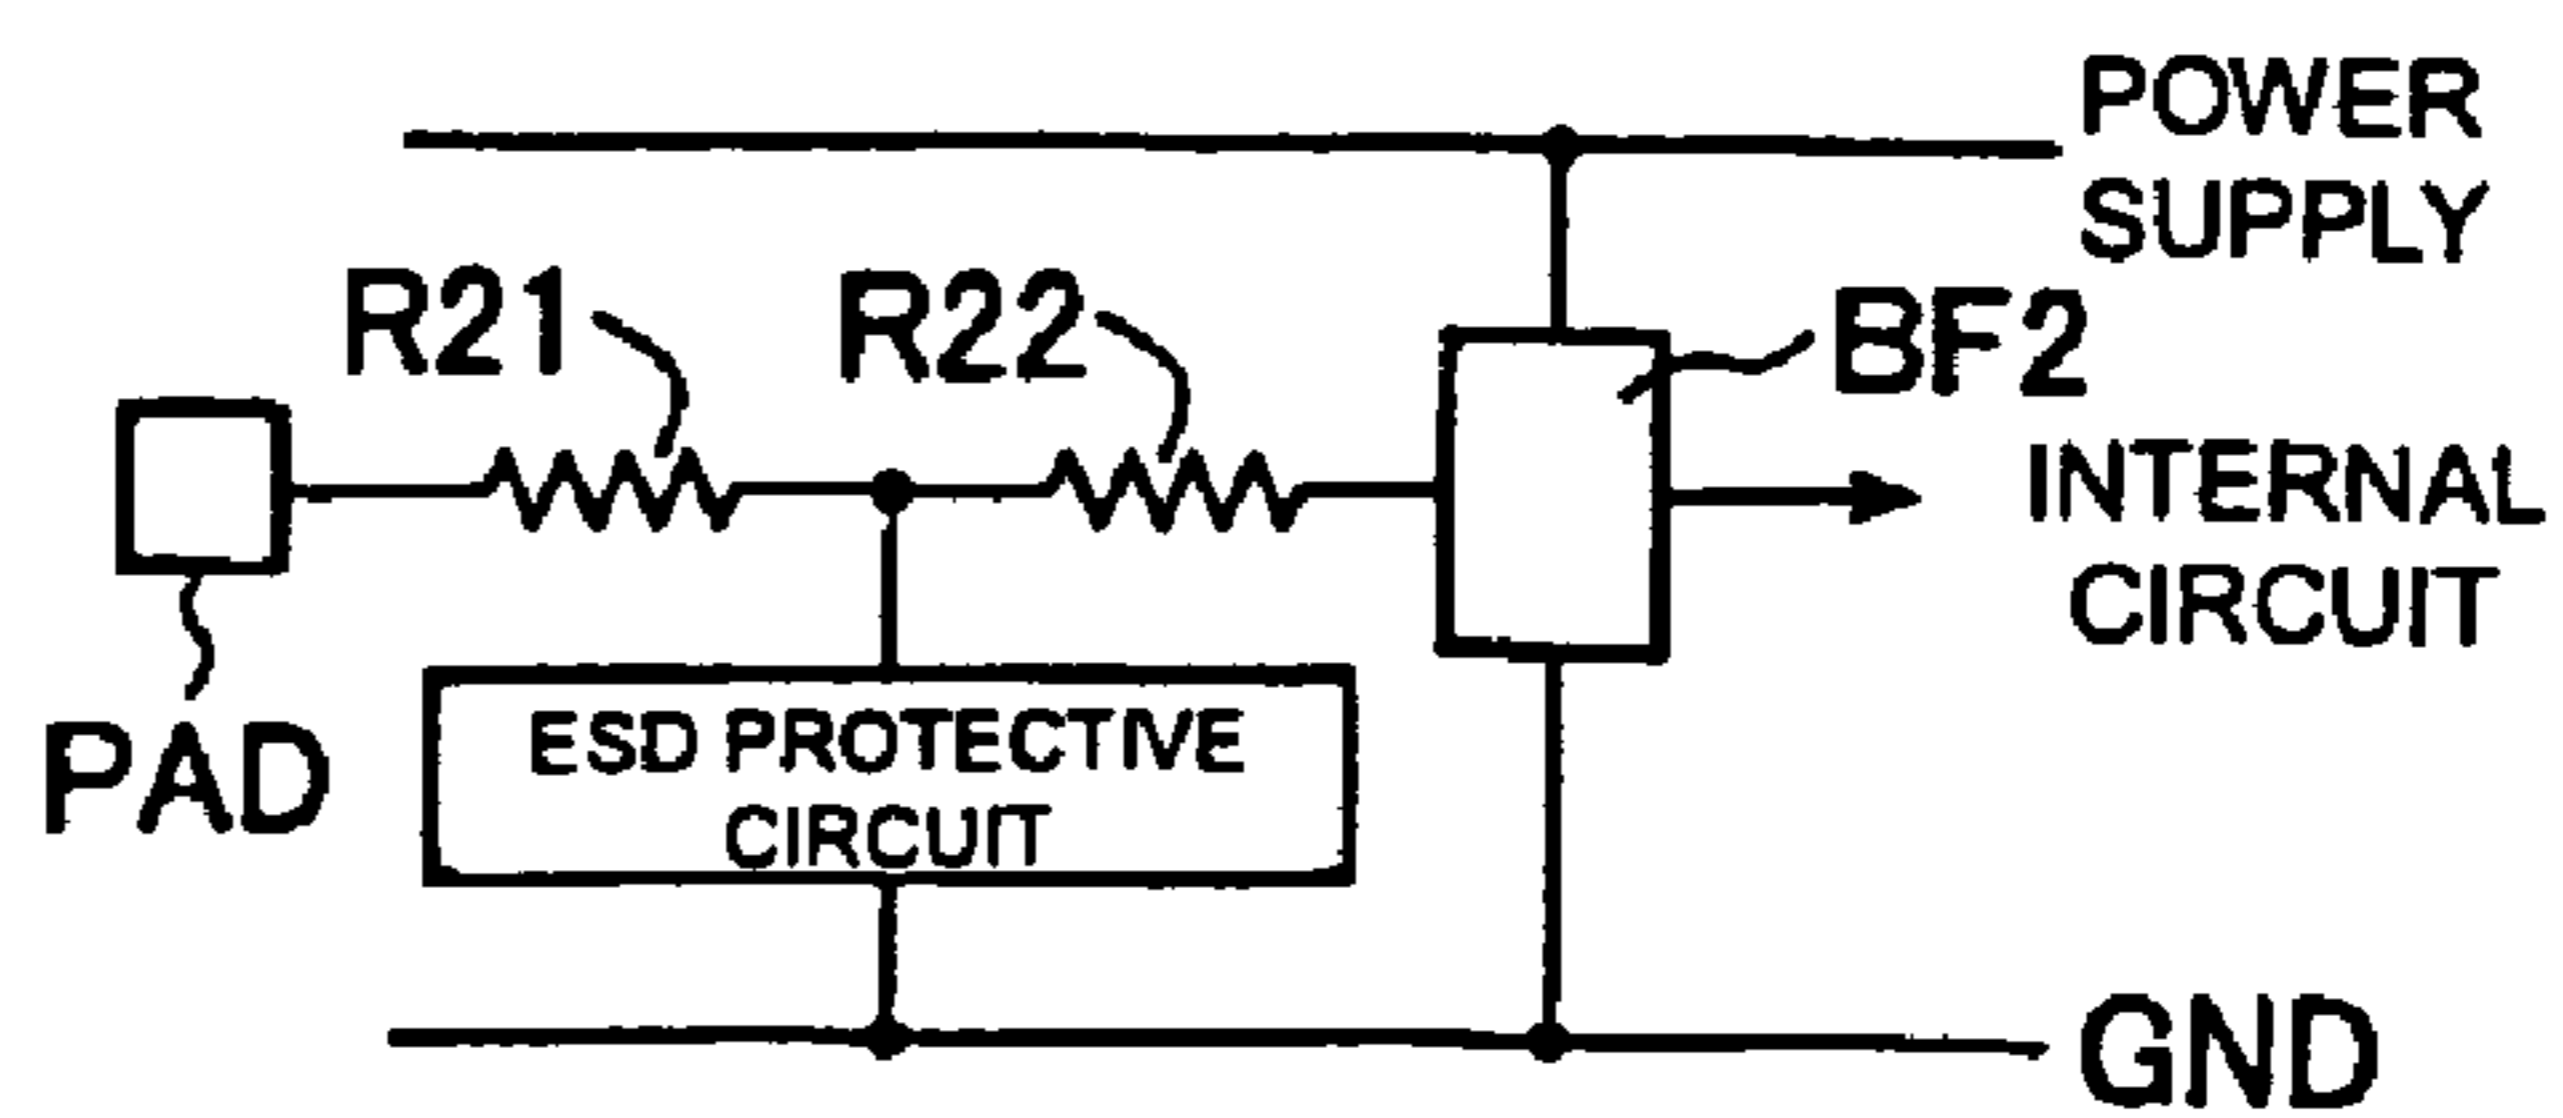 POWER
SUPPLY
R21
R22
BF2
INTERNAL
CIRCUIT
PAD
ESD PROTECTIVE
CIRCUIT
GND